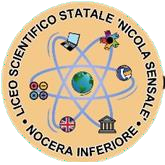 LICEO SCIENTIFICO STATALE "NICOLA SENSALE"
• NOCERA INFERIORE •